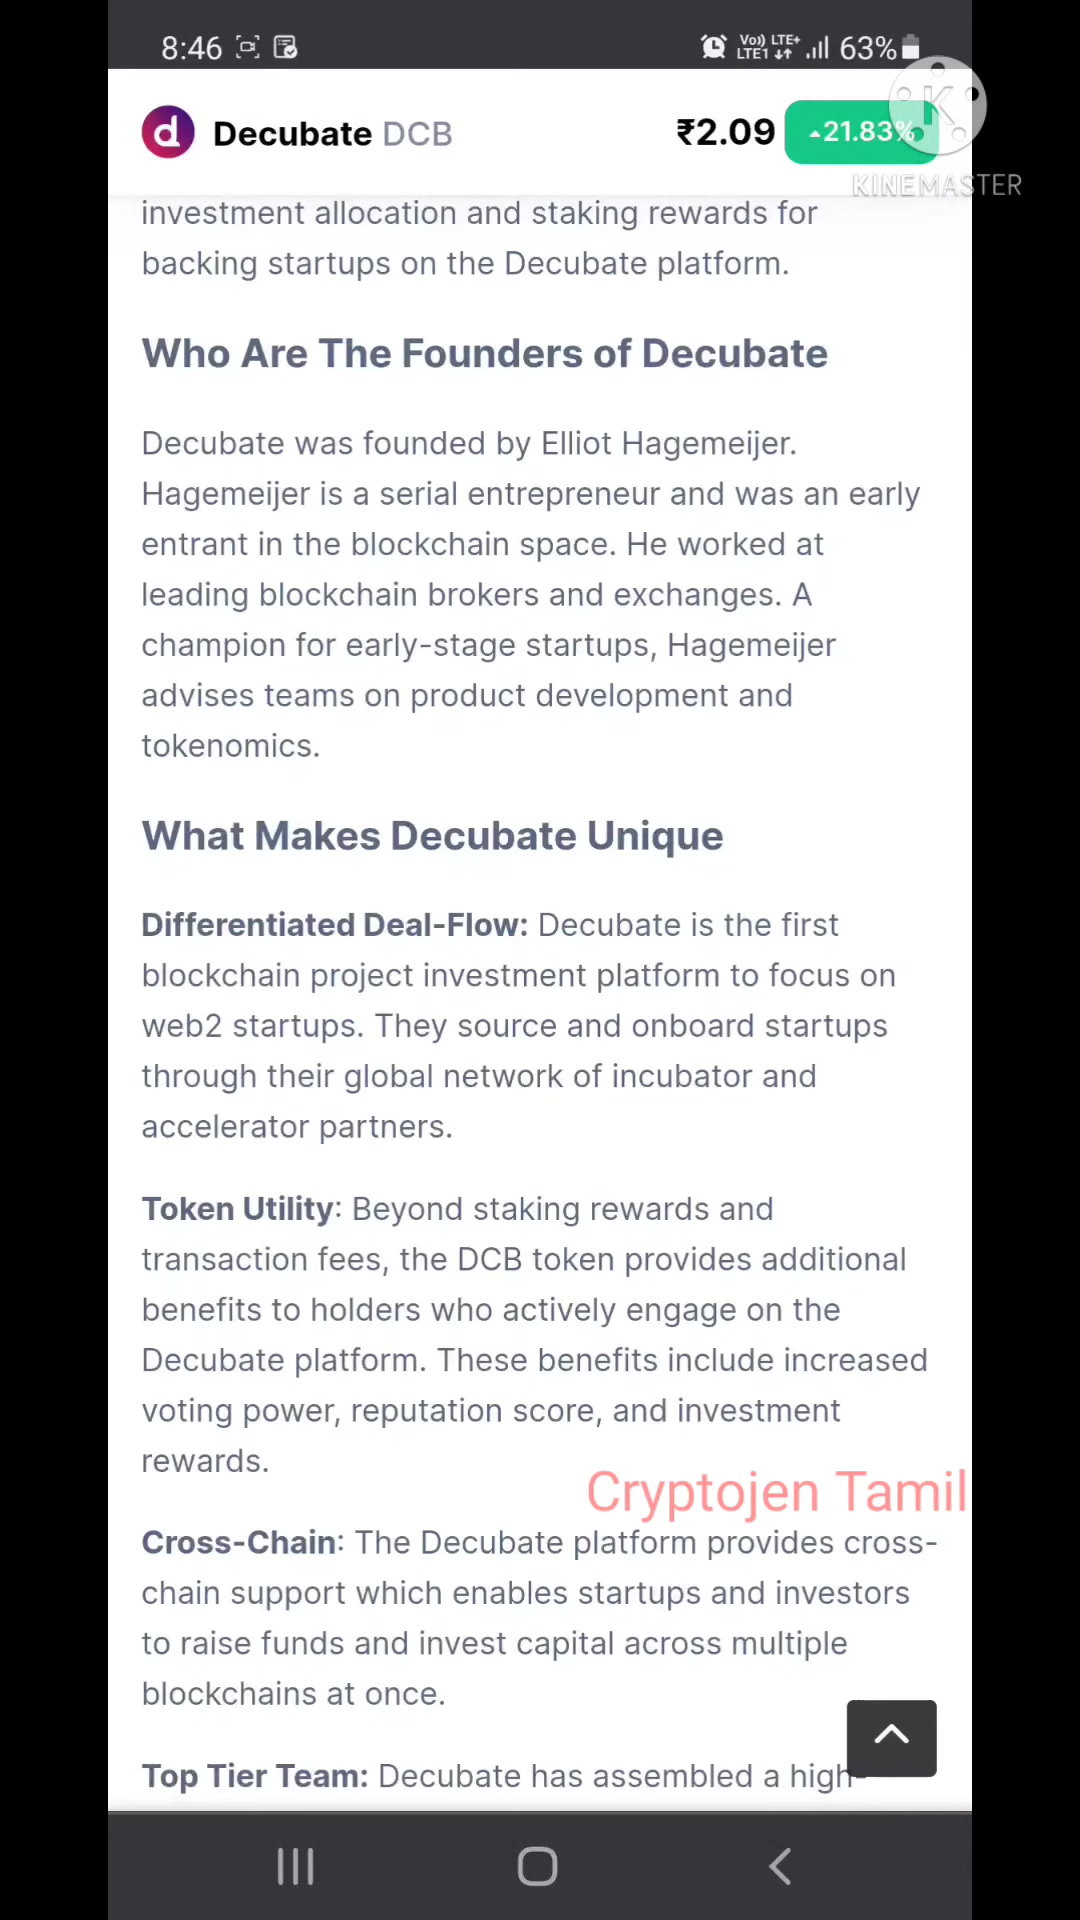 8:46
Vo)) LTE+
LTE1
63%
Decubate DCB
₹2.09
21.83%
KINEMASTER
investment allocation and staking rewards for
backing startups on the Decubate platform.
Who Are The Founders of Decubate
Decubate was founded by Elliot Hagemeijer.
Hagemeijer is a serial entrepreneur and was an early
entrant in the blockchain space. He worked at
leading blockchain brokers and exchanges. A
champion for early-stage startups, Hagemeijer
advises teams on product development and
tokenomics.
What Makes Decubate Unique
Differentiated Deal-Flow: Decubate is the first
blockchain project investment platform to focus on
web2 startups. They source and onboard startups
through their global network of incubator and
accelerator partners.
Token Utility: Beyond staking rewards and
transaction fees, the DCB token provides additional
benefits to holders who actively engage on the
Decubate platform. These benefits include increased
voting power, reputation score, and investment
rewards.
Cryptojen Tamil
Cross-Chain: The Decubate platform provides cross-
chain support which enables startups and investors
to raise funds and invest capital across multiple
blockchains at once.
Top Tier Team: Decubate has assembled a high-